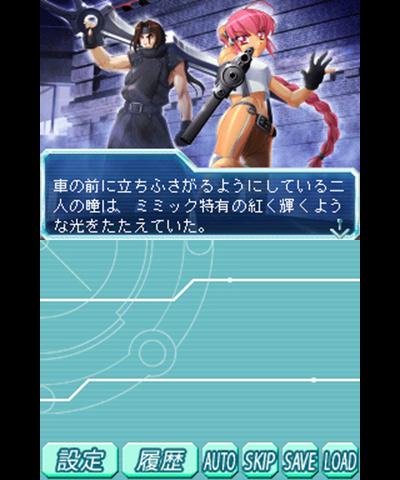 車の前に立ちふさがるようにしている二
人の瞳は、ミミック特有の紅く輝くよう
な光をたたえていた。
設定 履歴 AUTO SKIP SAVE LOAD